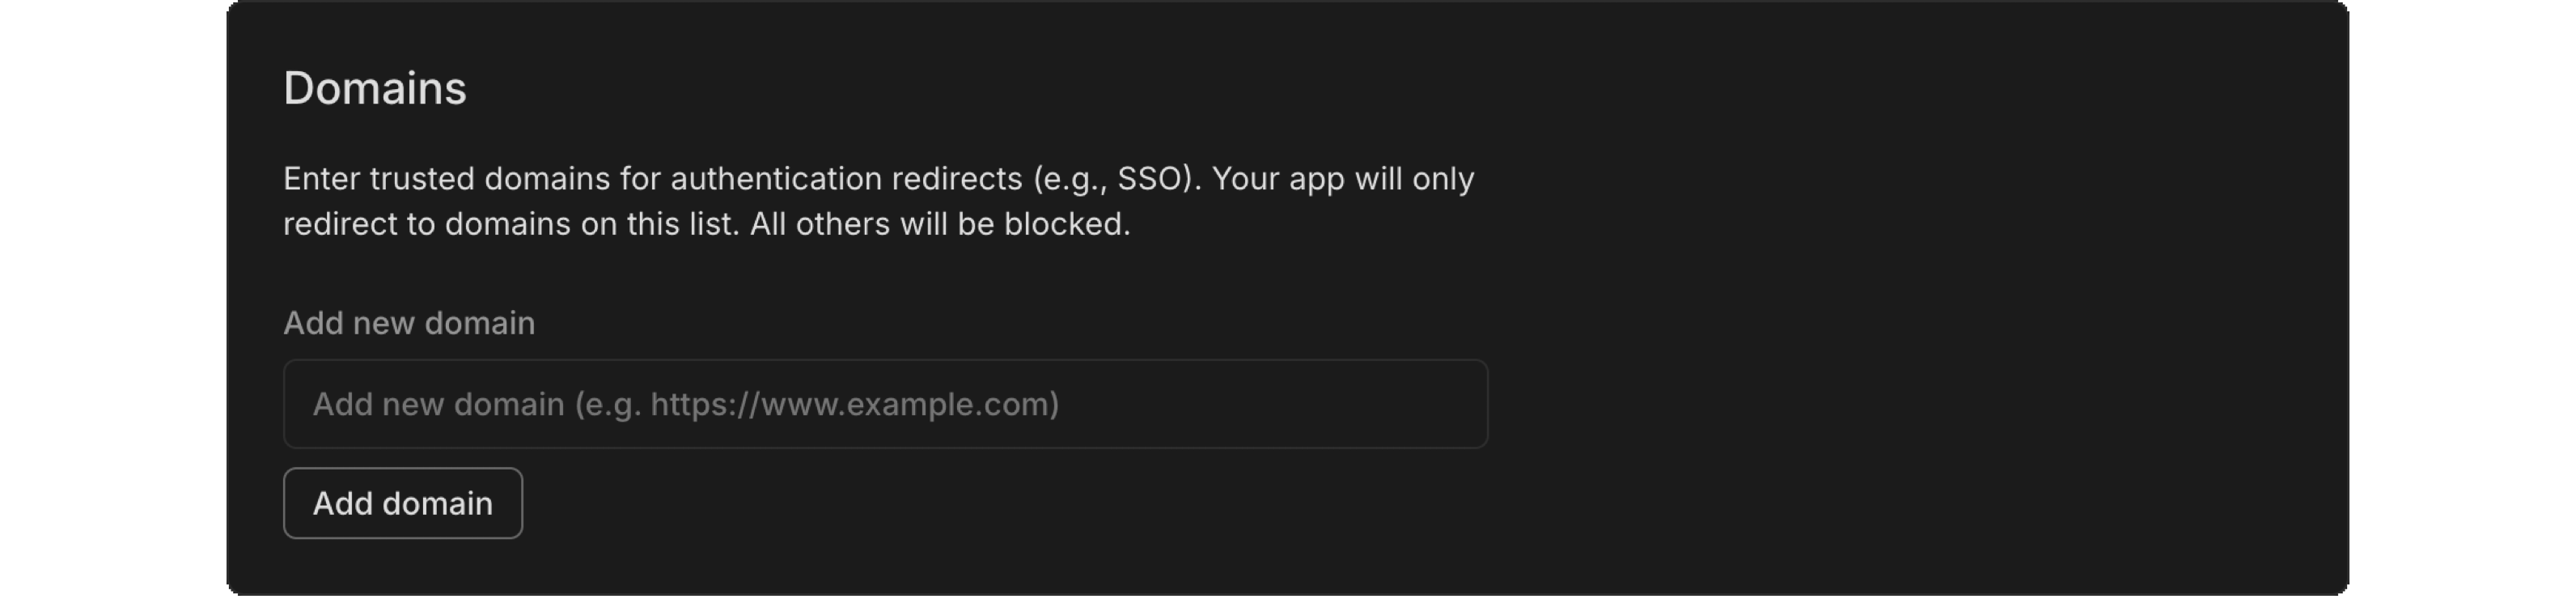 Domains
Enter trusted domains for authentication redirects (e.g., SSO). Your app will only
redirect to domains on this list. All others will be blocked.
Add new domain
Add new domain (e.g. https://www.example.com)
Add domain